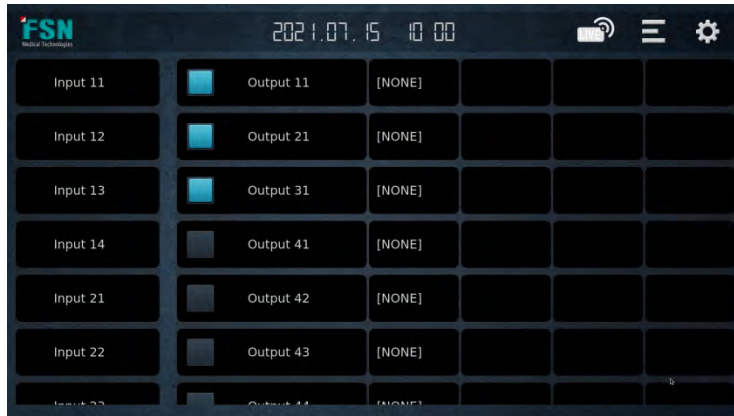 FSN
Medical Technologies
2021.07.15 10 00
LIVE
Input 11 Output 11 [NONE]
Input 12 Output 21 [NONE]
Input 13 Output 31 [NONE]
Input 14 Output 41 [NONE]
Input 21 Output 42 [NONE]
Input 22 Output 43 [NONE]